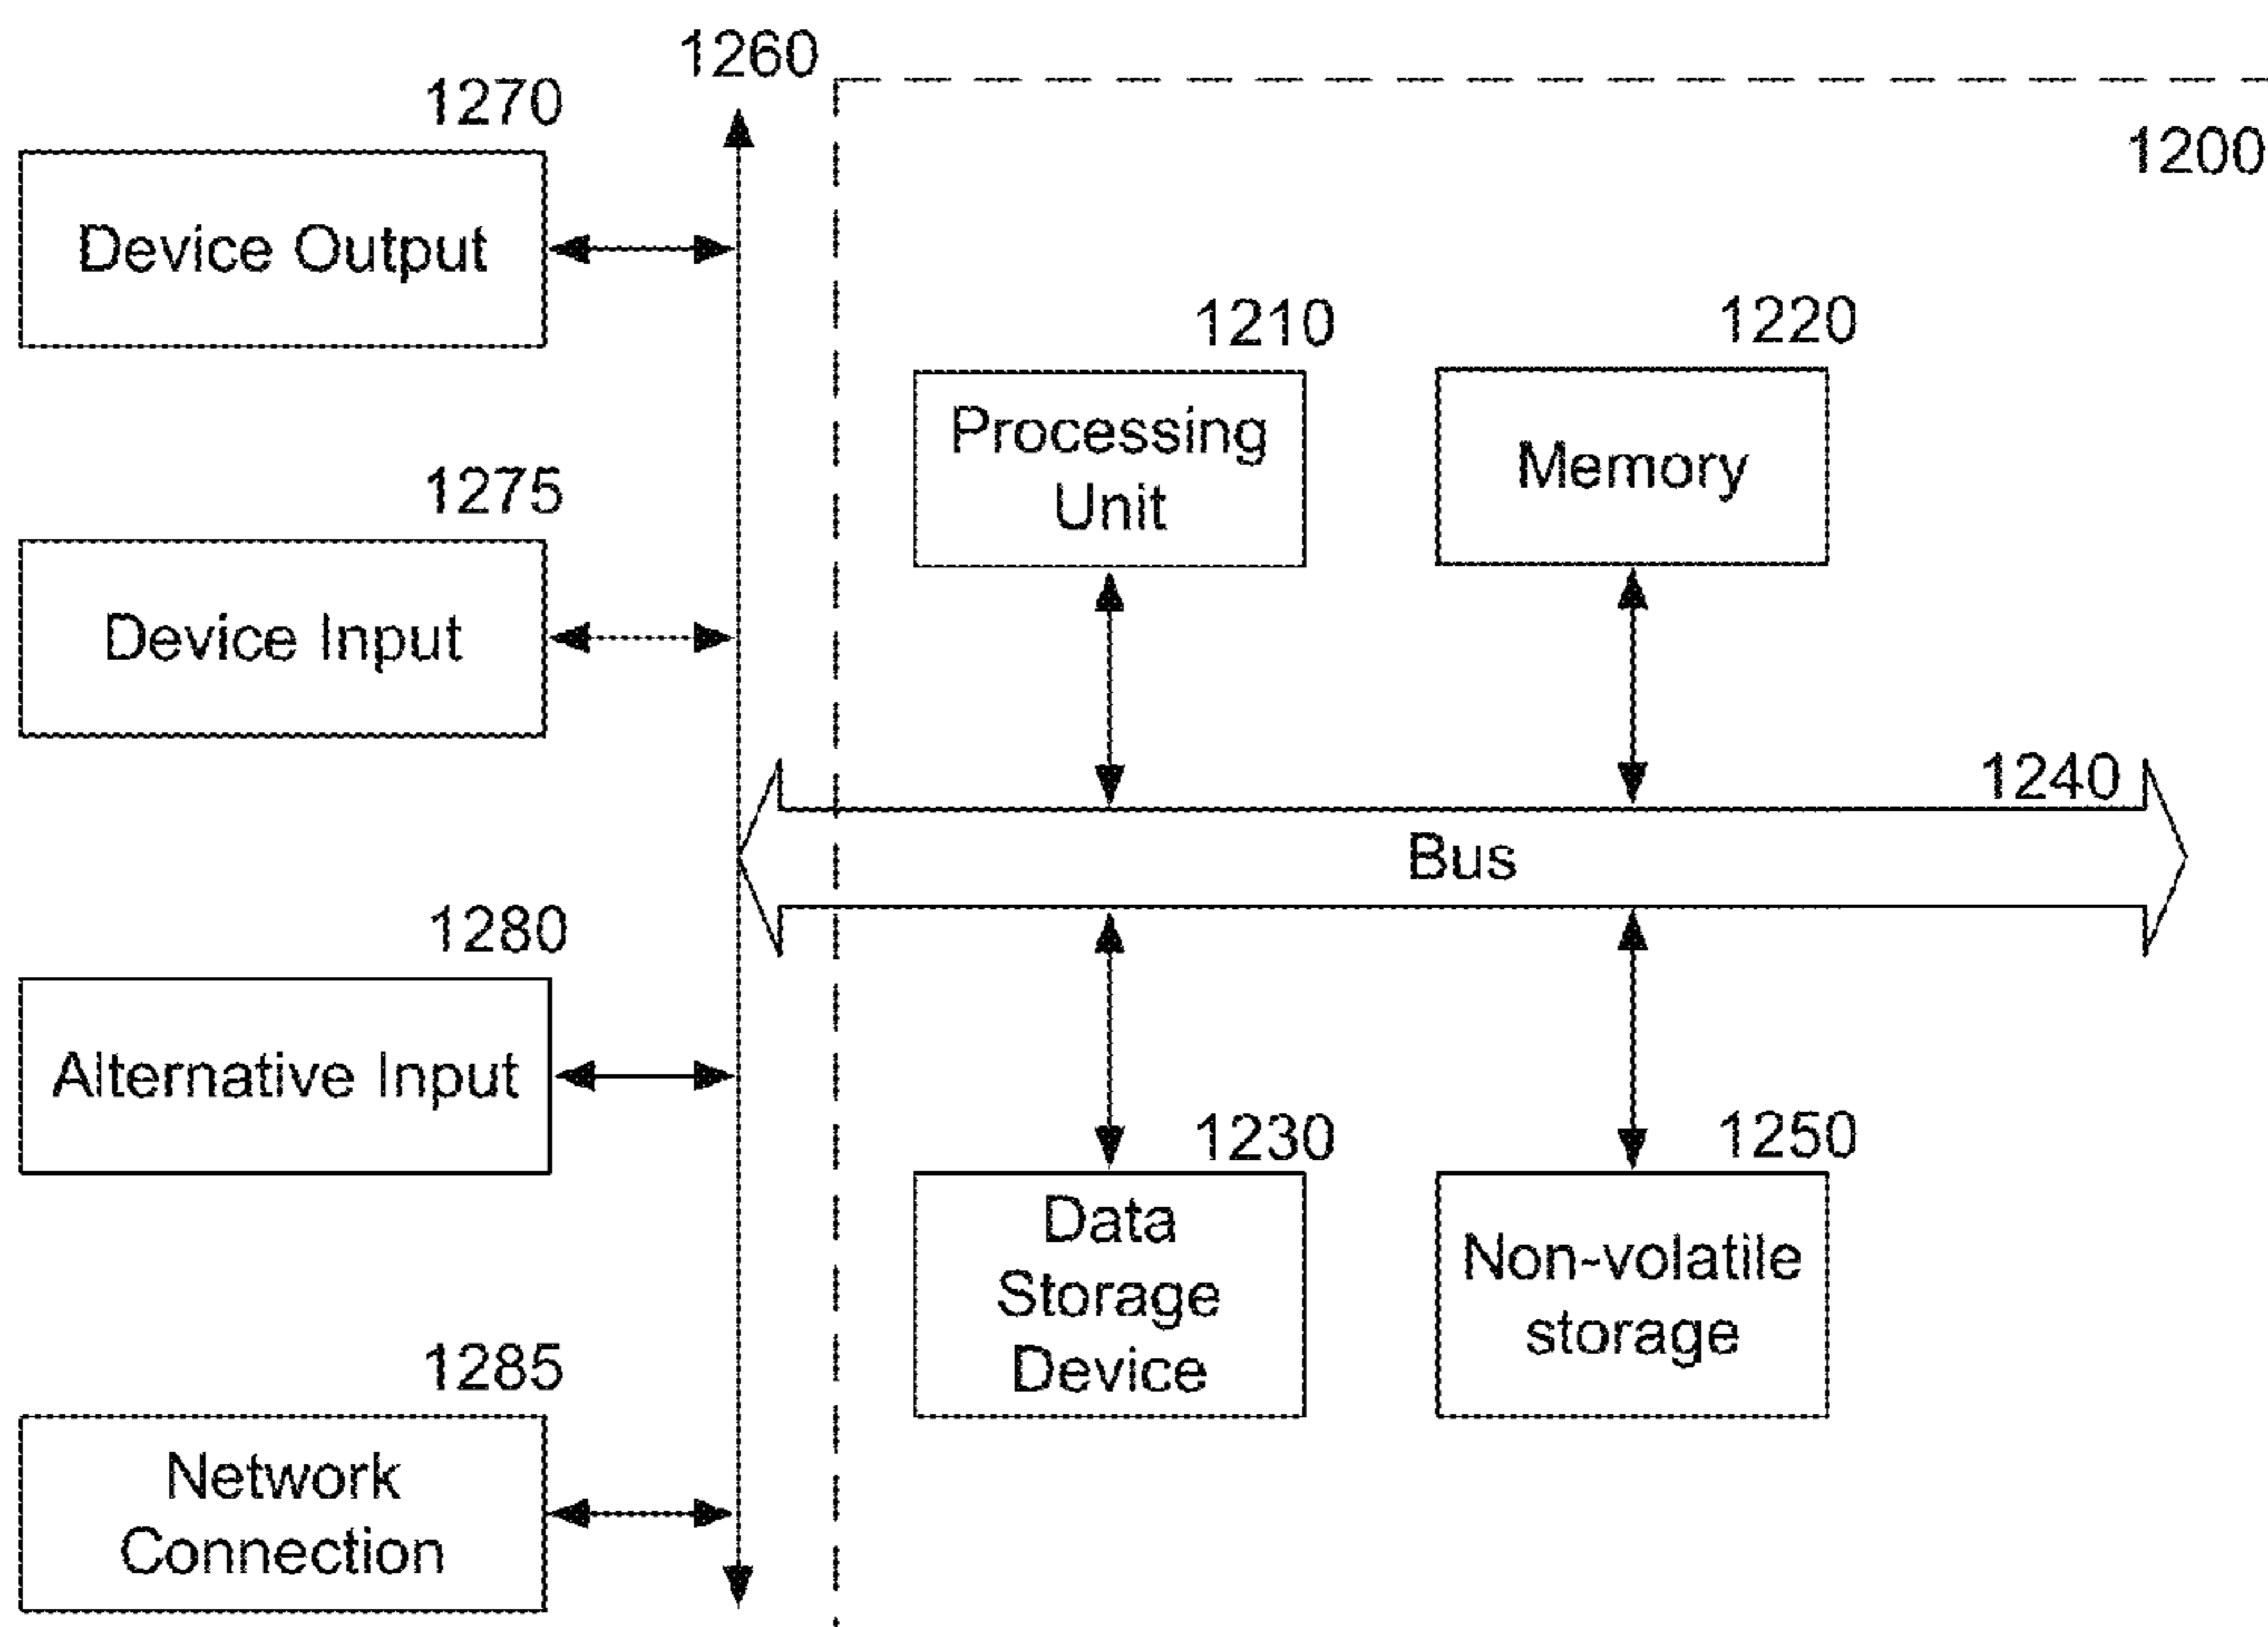 1260
1270
1200
Device Output
1210
1220
Processing
Unit
Memory
1275
Device Input
1240
Bus
1280
Alternative Input
1230
1250
Data
Storage
Device
Non-volatile
storage
1285
Network
Connection